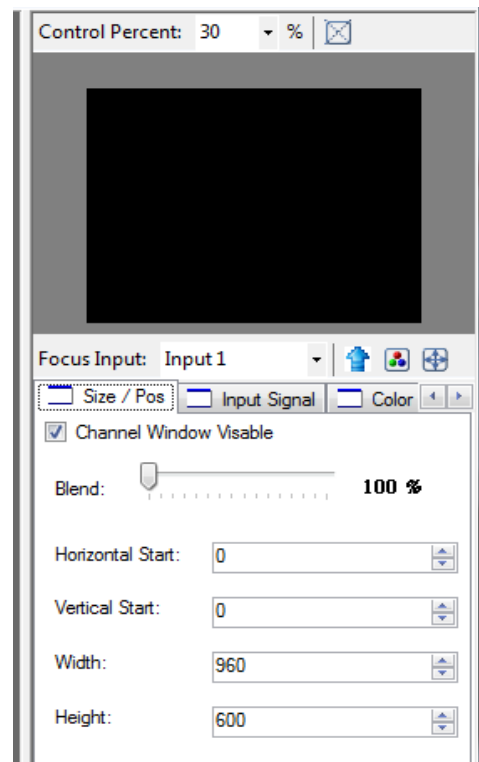 Control Percent: 30 %
Focus Input: Input 1
Size / Pos Input Signal Color
Channel Window Visable
Blend: 100 %
Horizontal Start: 0
Vertical Start: 0
Width: 960
Height: 600